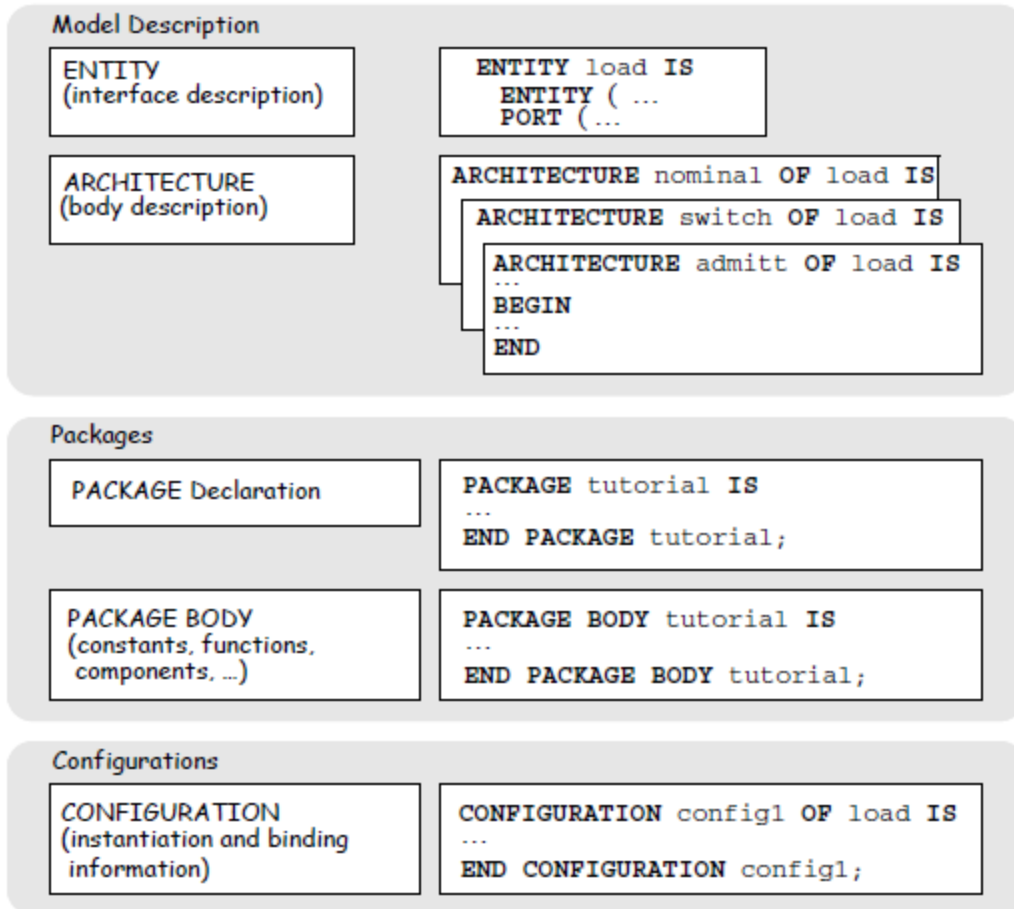 Model Description
ENTITY
(interface description)
ENTITY load IS
ENTITY ( ...
PORT (...
ARCHITECTURE
(body description)
ARCHITECTURE nominal OF load IS
ARCHITECTURE switch OF load IS
ARCHITECTURE admitt OF load IS
...
BEGIN
...
END
Packages
PACKAGE Declaration
PACKAGE tutorial IS
...
END PACKAGE tutorial;
PACKAGE BODY
(constants, functions,
components, ...)
PACKAGE BODY tutorial IS
...
END PACKAGE BODY tutorial;
Configurations
CONFIGURATION
(instantiation and binding
information)
CONFIGURATION config1 OF load IS
...
END CONFIGURATION config1;